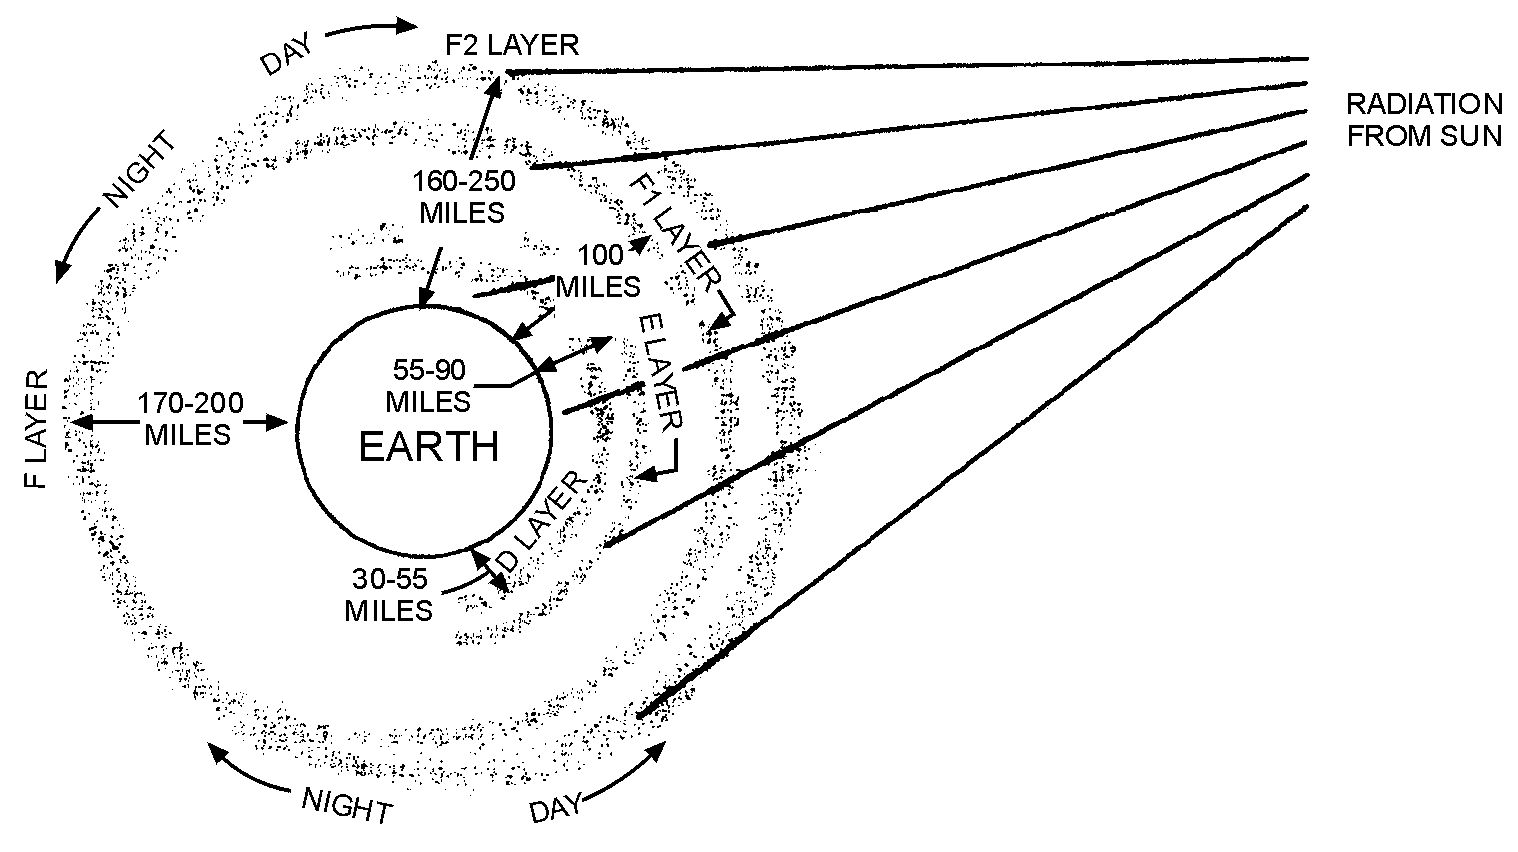 DAY
F2 LAYER
RADIATION
FROM SUN
NIGHT
160-250
MILES
F1 LAYER
100
MILES
E LAYER
55-90
MILES
F LAYER
170-200
MILES
EARTH
D LAYER
30-55
MILES
NIGHT
DAY